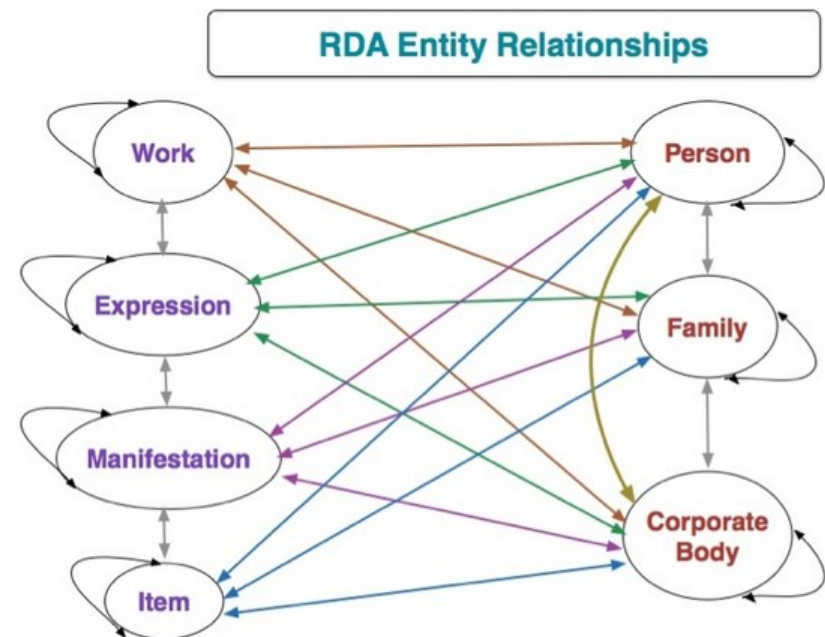 RDA Entity Relationships
Work
Person
Expression
Family
Manifestation
Corporate
Body
Item